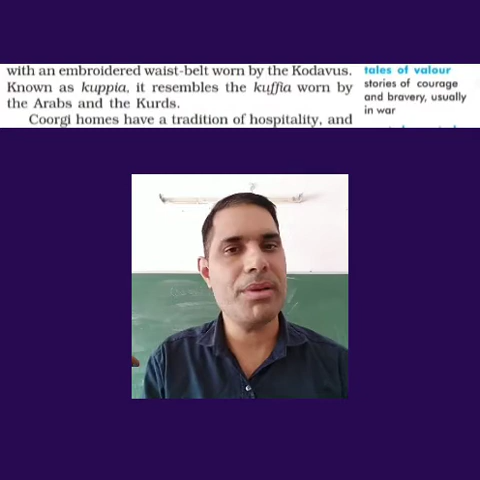 with an embroidered waist-belt worn by the Kodavus.
Known as kuppia, it resembles the kuffia worn by
the Arabs and the Kurds.
Coorgi homes have a tradition of hospitality, and
tales of valour
stories of courage
and bravery, usually
in war